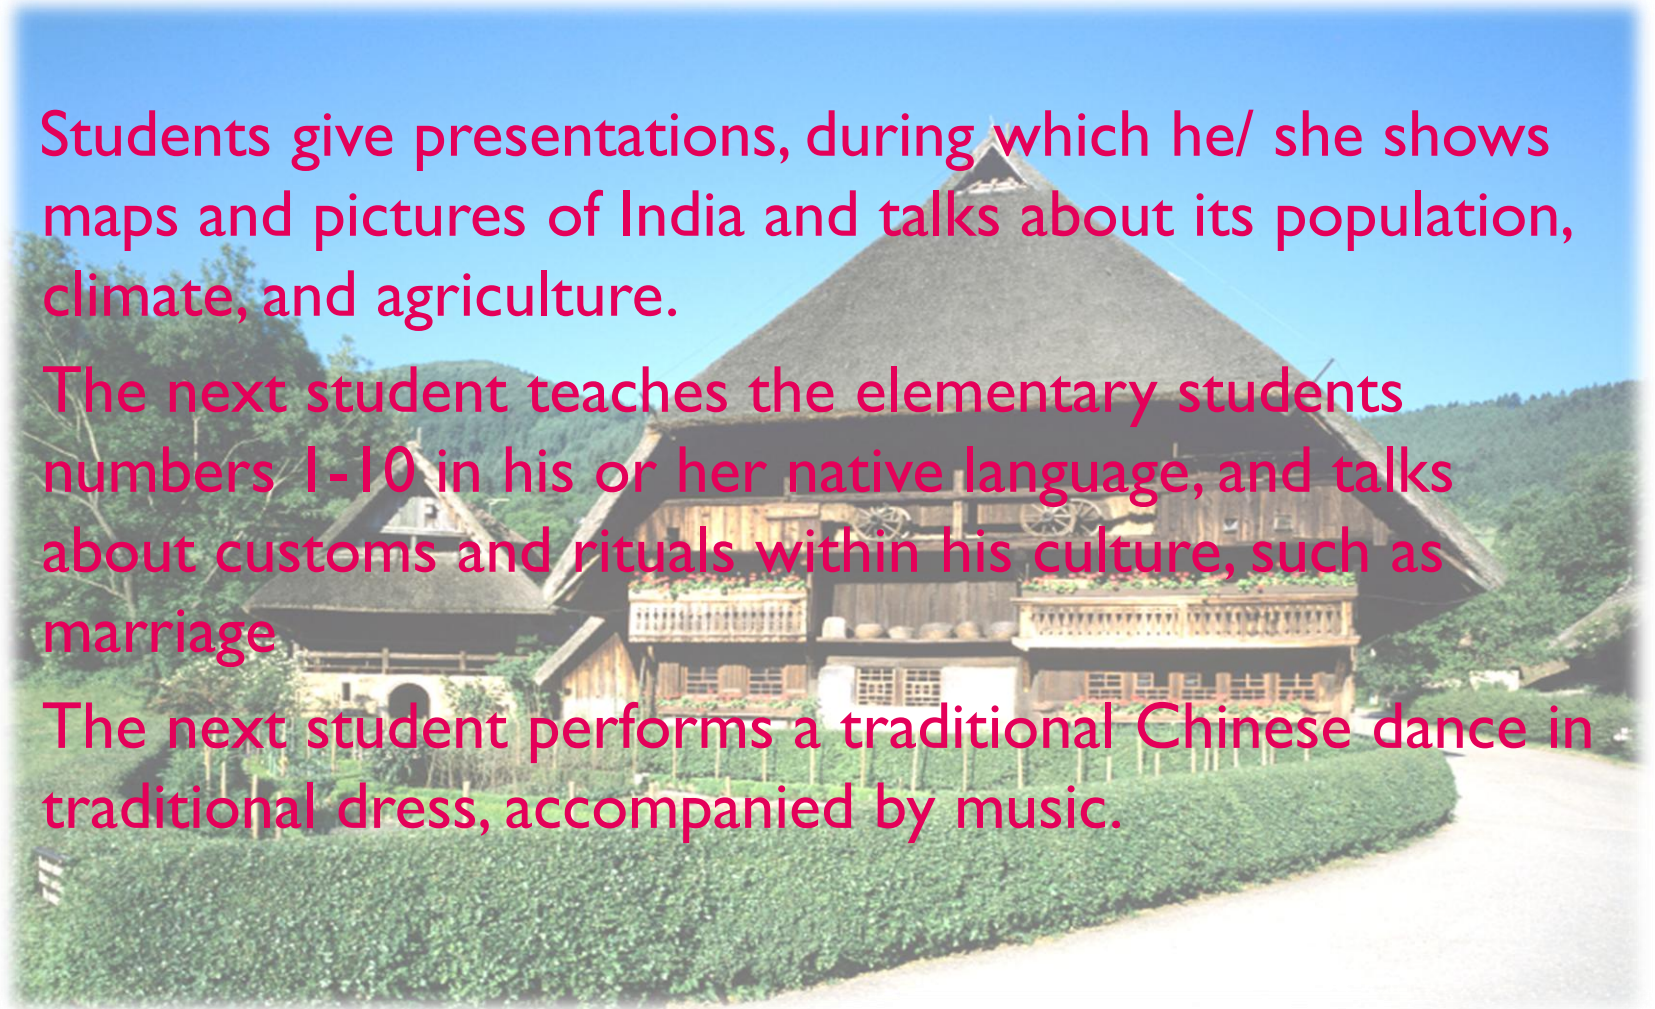 Students give presentations, during which he/ she shows
maps and pictures of India and talks about its population,
climate, and agriculture.
The next student teaches the elementary students
numbers 1-10 in his or her native language, and talks
about customs and rituals within his culture, such as
marriage
The next student performs a traditional Chinese dance in
traditional dress, accompanied by music.